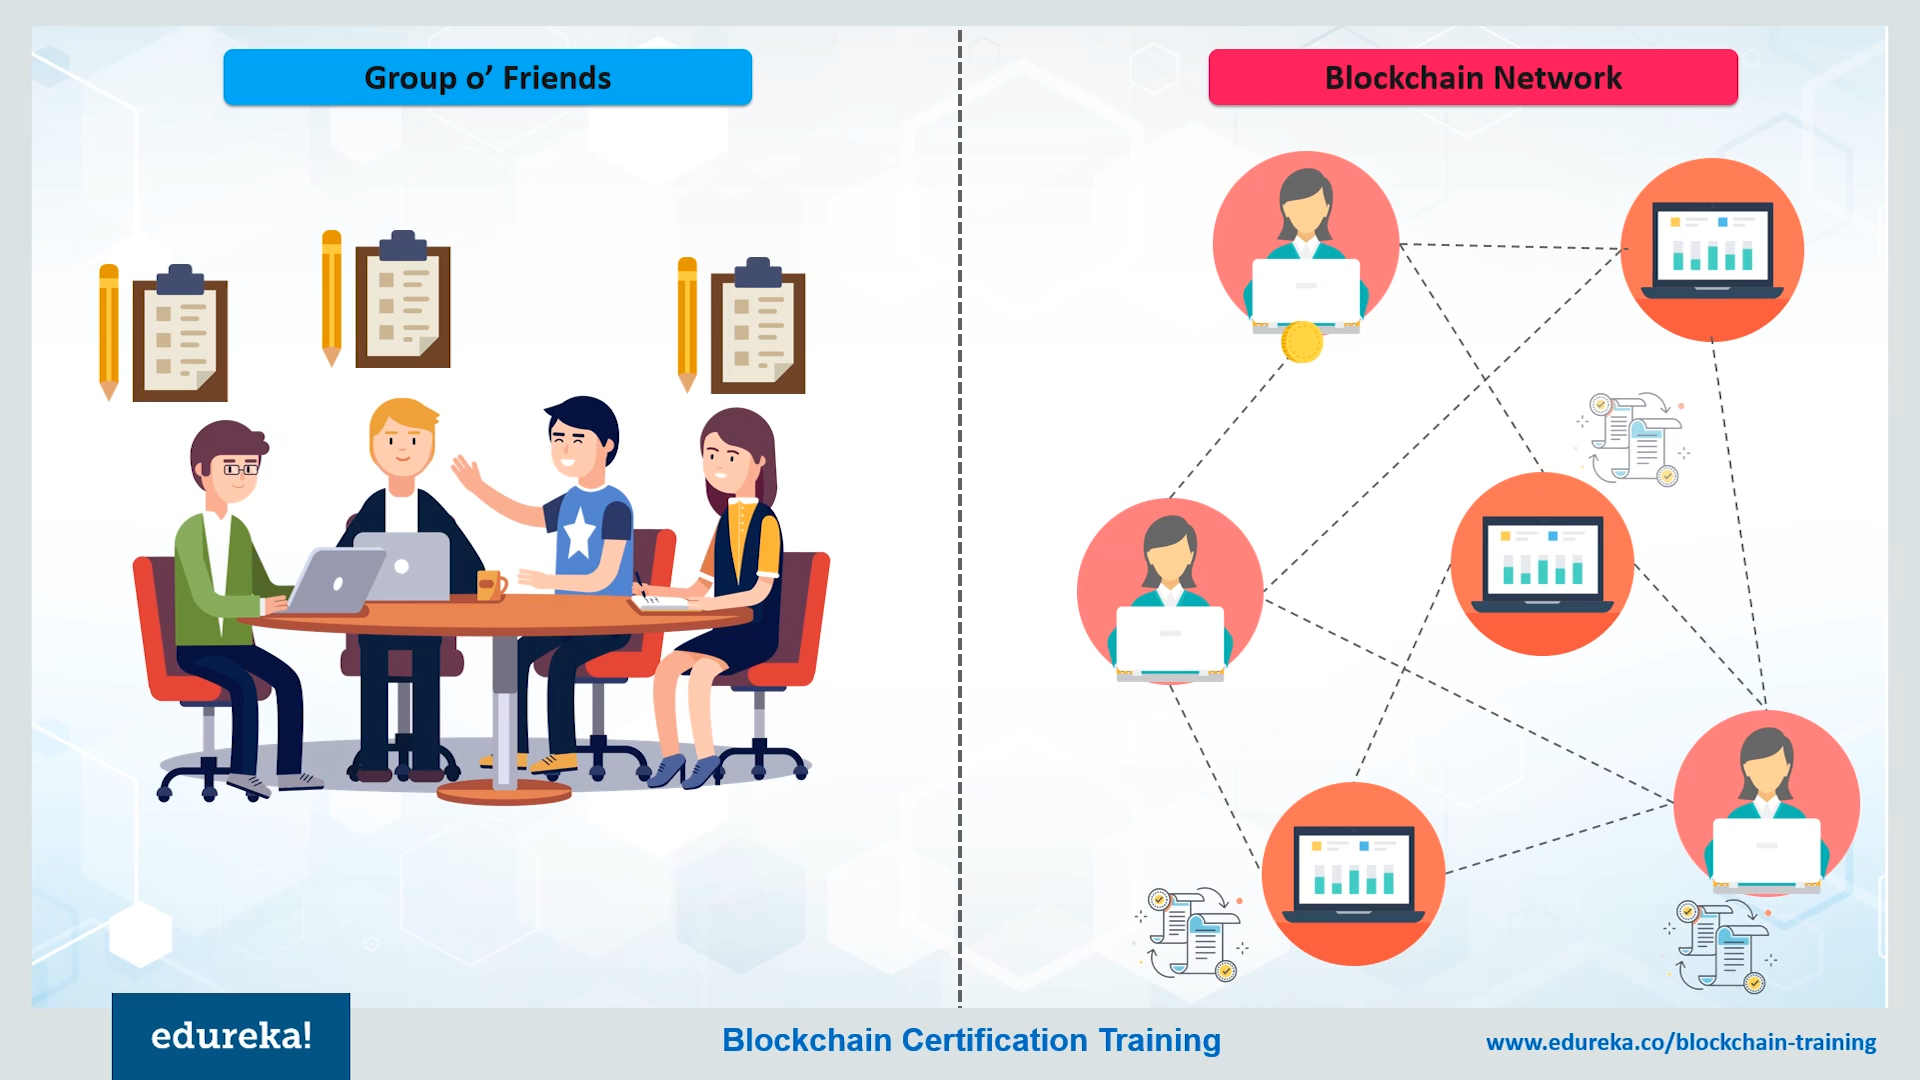 Group o’ Friends
Blockchain Network
edureka!
Blockchain Certification Training
www.edureka.co/blockchain-training